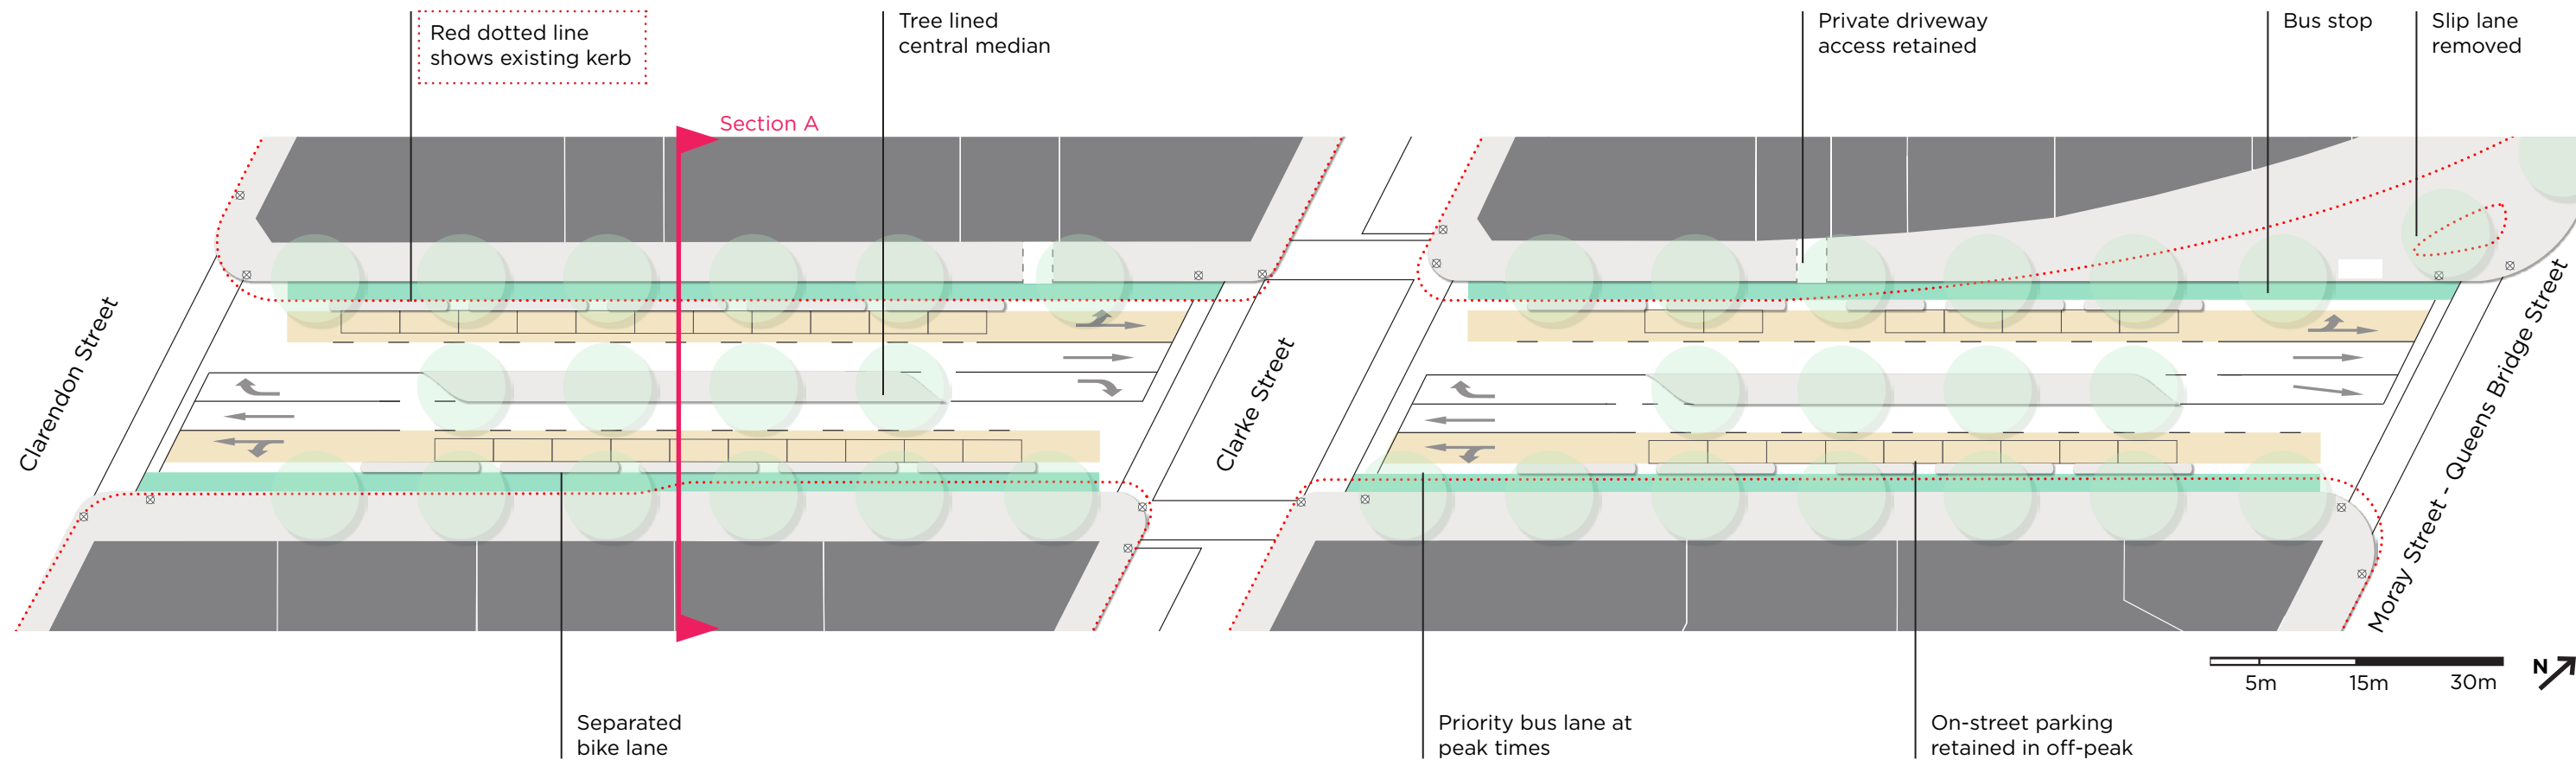 Red dotted line
shows existing kerb
Tree lined
central median
Private driveway
access retained
Bus stop
Slip lane
removed
Section A
Clarendon Street
Clarke Street
Moray Street - Queens Bridge Street
5m
15m
30m
N
Separated
bike lane
Priority bus lane at
peak times
On-street parking
retained in off-peak